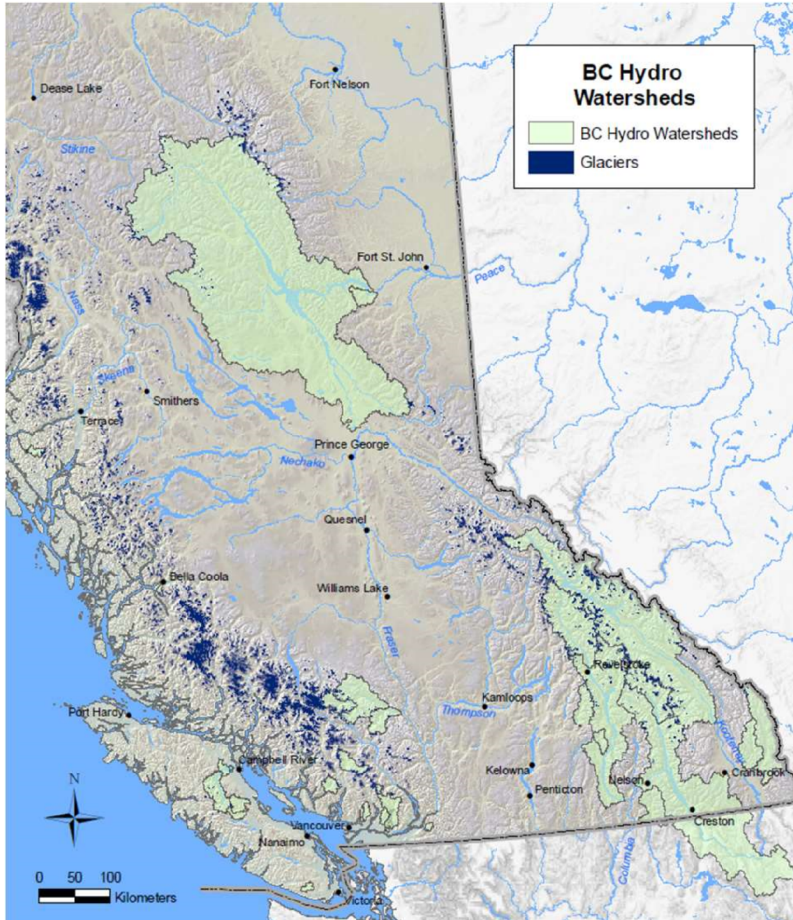 BC Hydro
Watersheds
BC Hydro Watersheds
Glaciers
Fort Nelson
Dease Lake
Stikine
Fort St. John
Peace
Nass
Skeena
Smithers
Terrace
Prince George
Nechako
Quesnel
Bella Coola
Williams Lake
Fraser
Revelstoke
Kamloops
Thompson
Port Hardy
Kootenay
Campbell River
Kelowna
Cranbrook
Nelson
Penticton
Creston
Vancouver
Nanaimo
Columbia
Victoria
N
0 50 100
Kilometers